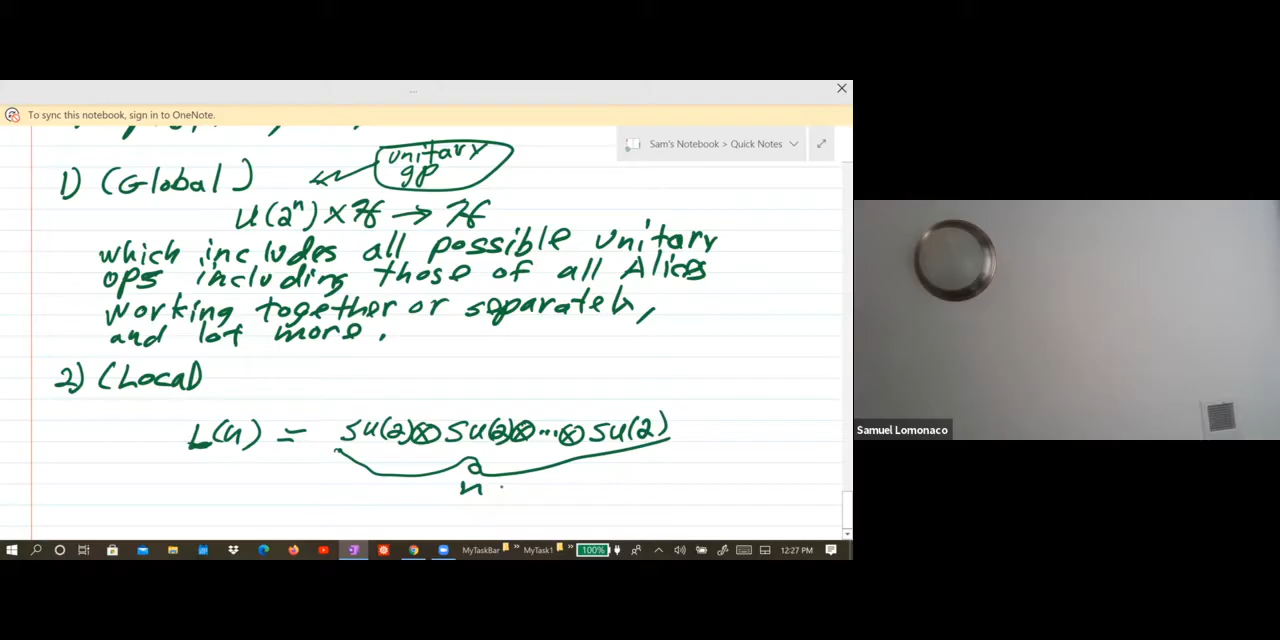 To sync this notebook, sign in to OneNote.
Sam's Notebook > Quick Notes
unitary
gp
1) (Global)
U(2ⁿ) × ℋ → ℋ
which includes all possible unitary
ops including those of all Alices
working together or separately,
and lot more.
2) (Local)
L(n) = SU(2)⊗SU(2)⊗...⊗SU(2)
n
Samuel Lomonaco
MyTaskBar
MyTask1
100%
12:27 PM